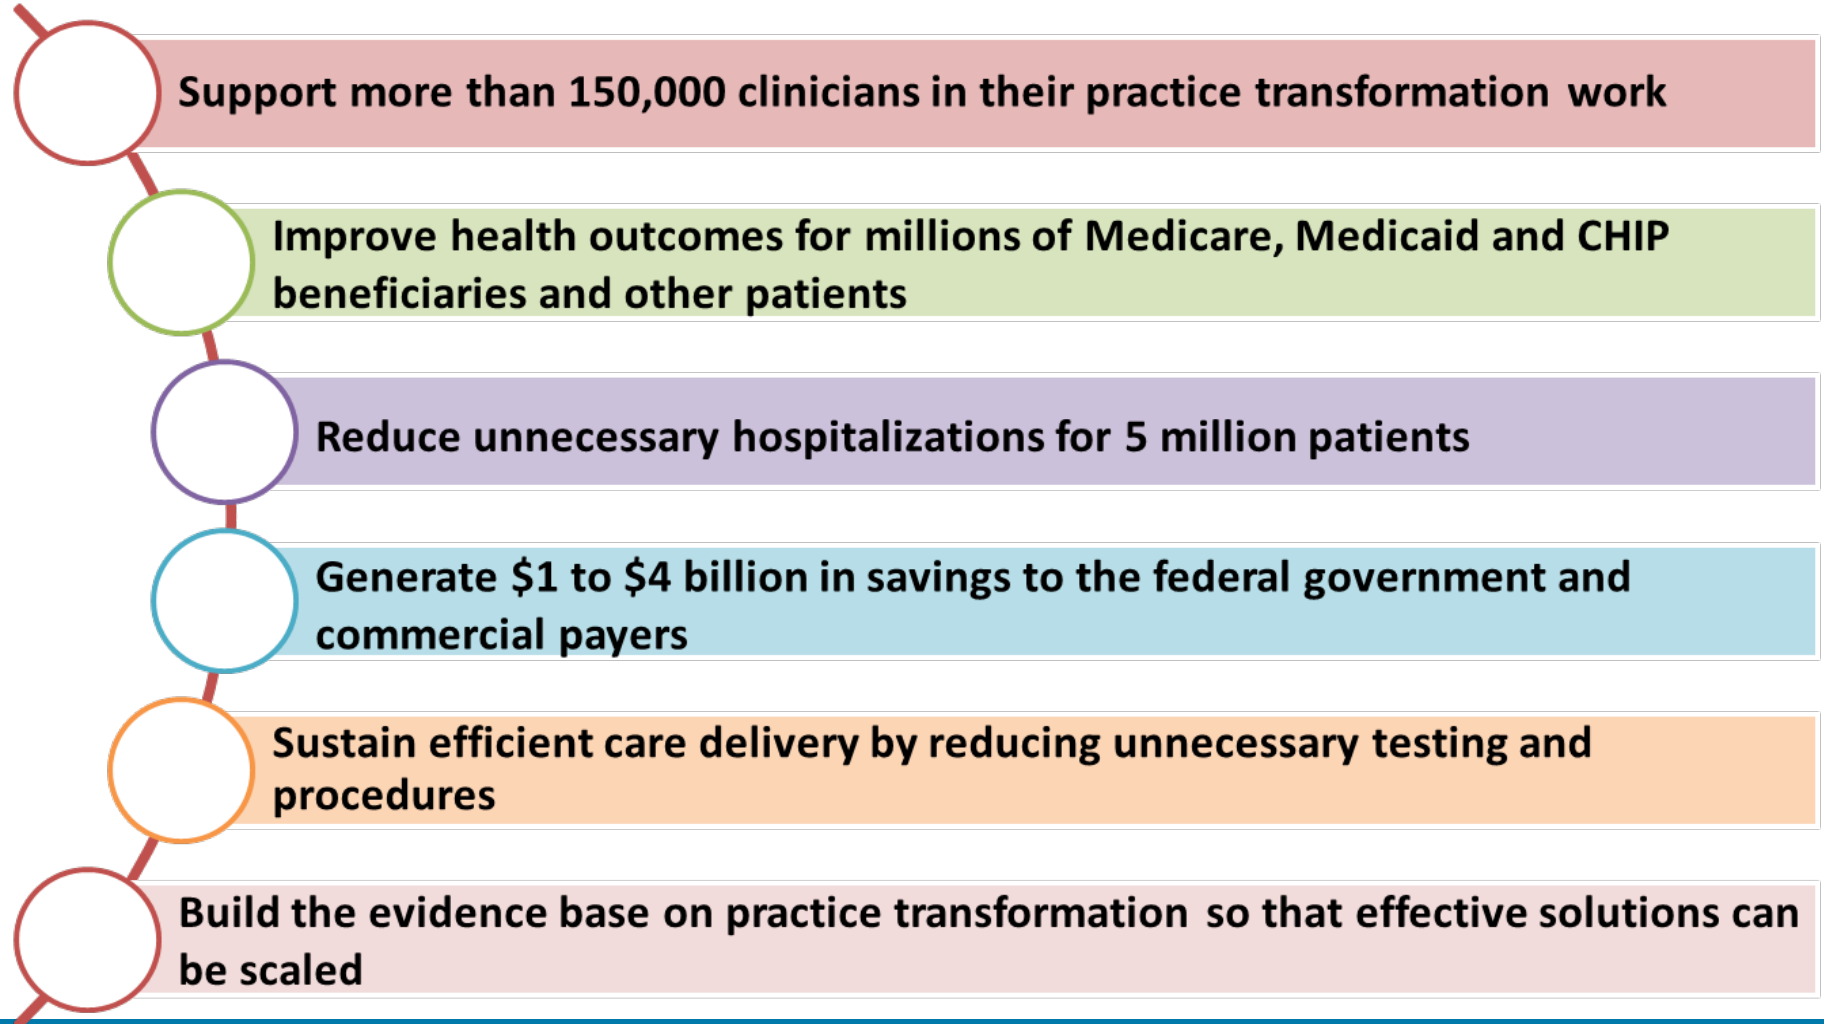 Support more than 150,000 clinicians in their practice transformation work
Improve health outcomes for millions of Medicare, Medicaid and CHIP
beneficiaries and other patients
Reduce unnecessary hospitalizations for 5 million patients
Generate $1 to $4 billion in savings to the federal government and
commercial payers
Sustain efficient care delivery by reducing unnecessary testing and
procedures
Build the evidence base on practice transformation so that effective solutions can
be scaled